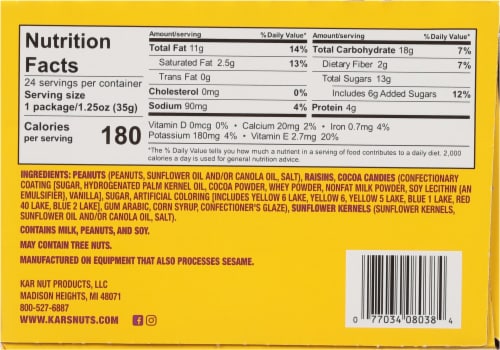 Nutrition
Facts
24 servings per container
Serving size
1 package/1.25oz (35g)
Calories
per serving
180
Amount/serving % Daily Value*
Total Fat 11g 14%
Saturated Fat 2.5g 13%
Trans Fat 0g
Cholesterol 0mg 0%
Sodium 90mg 4%
Amount/serving % Daily Value*
Total Carbohydrate 18g 7%
Dietary Fiber 2g 7%
Total Sugars 13g
Includes 6g Added Sugars 12%
Protein 4g
Vitamin D 0mcg 0% • Calcium 20mg 2% • Iron 0.7mg 4%
Potassium 180mg 4% • Vitamin E 2.7mg 20%
*The % Daily Value tells you how much a nutrient in a serving of food contributes to a daily diet. 2,000
calories a day is used for general nutrition advice.
INGREDIENTS: PEANUTS (PEANUTS, SUNFLOWER OIL AND/OR CANOLA OIL, SALT), RAISINS, COCOA CANDIES (CONFECTIONARY
COATING (SUGAR, HYDROGENATED PALM KERNEL OIL, COCOA POWDER, WHEY POWDER, NONFAT MILK POWDER, SOY LECITHIN (AN
EMULSIFIER), VANILLA), SUGAR, ARTIFICIAL COLORING [INCLUDES YELLOW 6 LAKE, YELLOW 6, YELLOW 5 LAKE, BLUE 1 LAKE, RED
40 LAKE, BLUE 2 LAKE], GUM ARABIC, CORN SYRUP, CONFECTIONER'S GLAZE), SUNFLOWER KERNELS (SUNFLOWER KERNELS,
SUNFLOWER OIL AND/OR CANOLA OIL, SALT).
CONTAINS MILK, PEANUTS, AND SOY.
MAY CONTAIN TREE NUTS.
MANUFACTURED ON EQUIPMENT THAT ALSO PROCESSES SESAME.
KAR NUT PRODUCTS, LLC
MADISON HEIGHTS, MI 48071
800-527-6887
WWW.KARSNUTS.COM
0 77034 08038 4